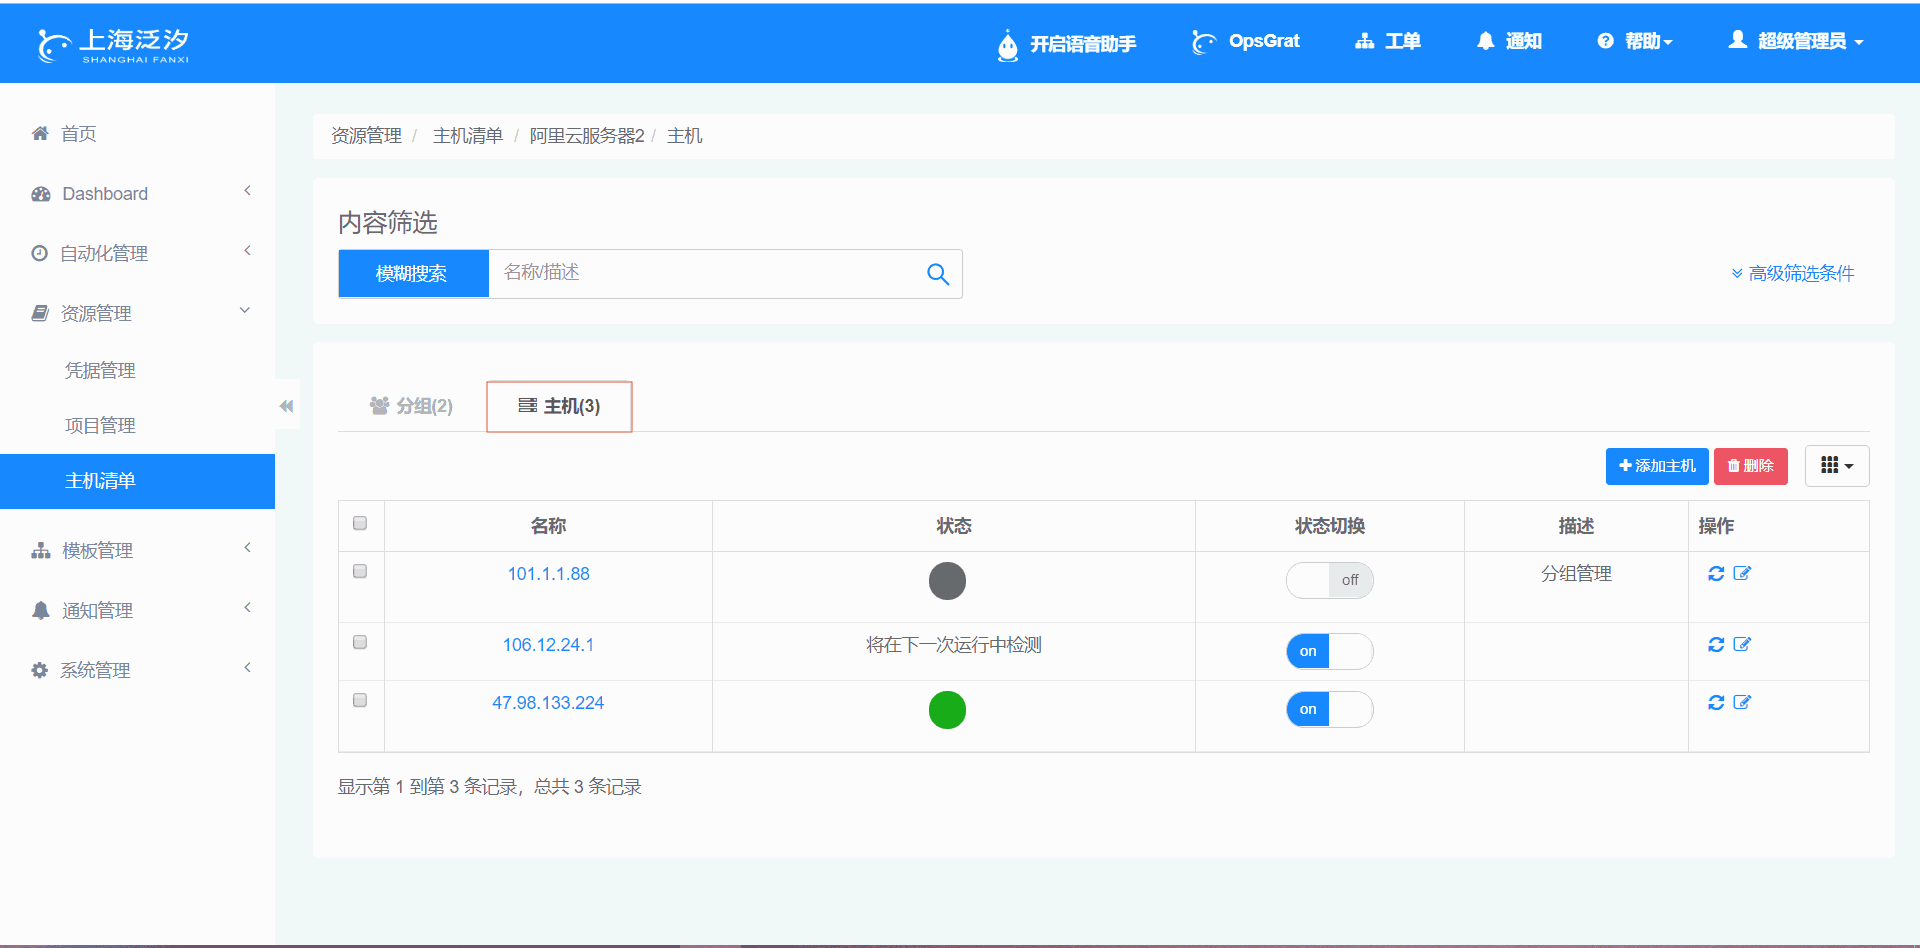 上海泛汐
SHANGHAI FANXI
开启语音助手
OpsGrat
工单
通知
帮助
超级管理员
首页
Dashboard
自动化管理
资源管理
凭据管理
项目管理
主机清单
模板管理
通知管理
系统管理
资源管理 / 主机清单 / 阿里云服务器2 / 主机
内容筛选
模糊搜索 名称/描述
高级筛选条件
分组(2) 主机(3)
添加主机 删除
名称 状态 状态切换 描述 操作
101.1.1.88 off 分组管理
106.12.24.1 将在下一次运行中检测 on
47.98.133.224 on
显示第 1 到第 3 条记录，总共 3 条记录